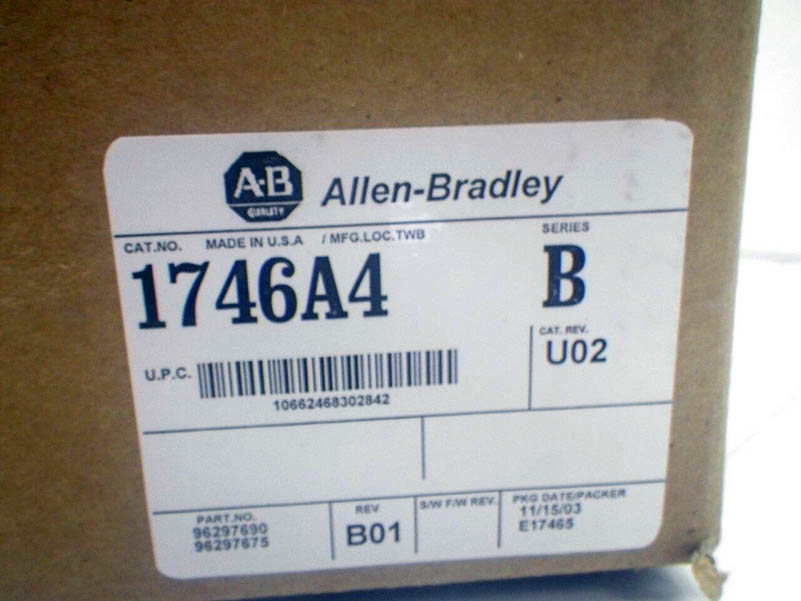 A-B
QUALITY
Allen-Bradley
CAT.NO. MADE IN U.S.A / MFG.LOC.TWB SERIES
1746A4 B
CAT. REV.
U02
U.P.C.
10662468302842
PART.NO. REV S/W F/W REV. PKG DATE/PACKER
96297690 B01 11/15/03
96297675 E17465